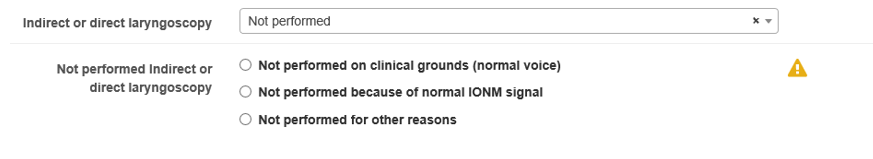 Indirect or direct laryngoscopy
Not performed
×
Not performed Indirect or
direct laryngoscopy
Not performed on clinical grounds (normal voice)
Not performed because of normal IONM signal
Not performed for other reasons